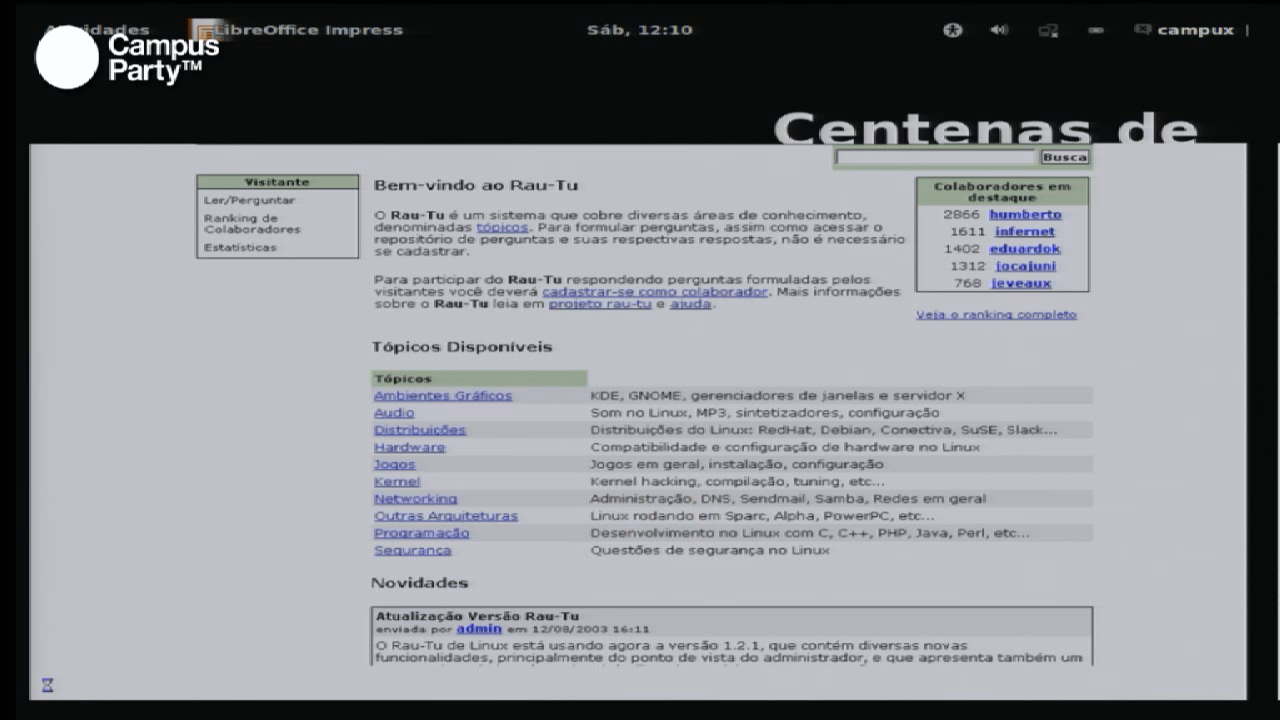 Atividades LibreOffice Impress Sáb, 12:10 campux
Campus
Party™
Centenas de
Busca
Visitante
Ler/Perguntar
Ranking de
Colaboradores
Estatísticas
Bem-vindo ao Rau-Tu
O Rau-Tu é um sistema que cobre diversas áreas de conhecimento,
denominadas tópicos. Para formular perguntas, assim como acessar o
repositório de perguntas e suas respectivas respostas, não é necessário
se cadastrar.
Para participar do Rau-Tu respondendo perguntas formuladas pelos
visitantes você deverá cadastrar-se como colaborador. Mais informações
sobre o Rau-Tu leia em projeto rau-tu e ajuda.
Colaboradores em
destaque
2866 humberto
1611 infernet
1402 eduardok
1312 jocajuni
768 jeveaux
Veja o ranking completo
Tópicos Disponíveis
Tópicos
Ambientes Gráficos KDE, GNOME, gerenciadores de janelas e servidor X
Audio Som no Linux, MP3, sintetizadores, configuração
Distribuições Distribuições do Linux: RedHat, Debian, Conectiva, SuSE, Slack...
Hardware Compatibilidade e configuração de hardware no Linux
Jogos Jogos em geral, instalação, configuração
Kernel Kernel hacking, compilação, tuning, etc...
Networking Administração, DNS, Sendmail, Samba, Redes em geral
Outras Arquiteturas Linux rodando em Sparc, Alpha, PowerPC, etc...
Programação Desenvolvimento no Linux com C, C++, PHP, Java, Perl, etc...
Segurança Questões de segurança no Linux
Novidades
Atualização Versão Rau-Tu
enviada por admin em 12/08/2003 16:11
O Rau-Tu de Linux está usando agora a versão 1.2.1, que contém diversas novas
funcionalidades, principalmente do ponto de vista do administrador, e que apresenta também um